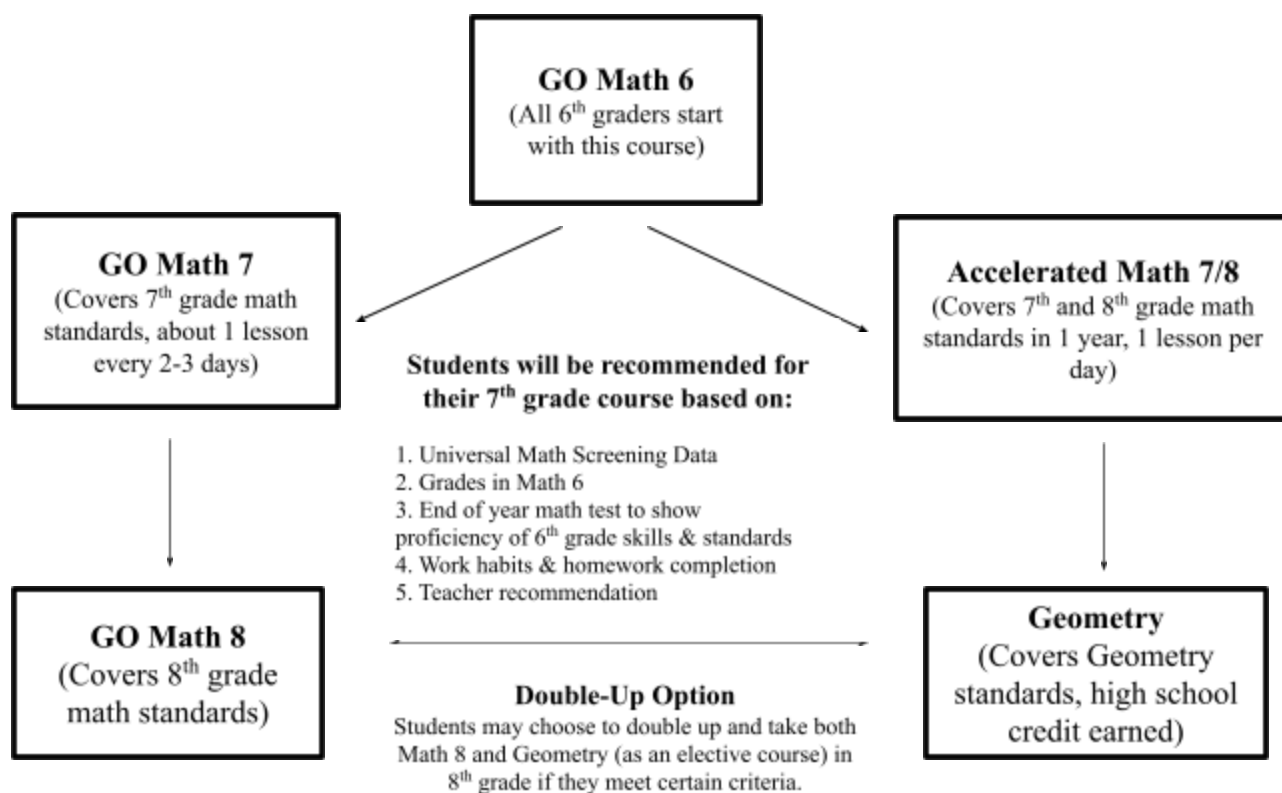 GO Math 6
(All 6th graders start
with this course)
GO Math 7
(Covers 7th grade math
standards, about 1 lesson
every 2-3 days)
Accelerated Math 7/8
(Covers 7th and 8th grade math
standards in 1 year, 1 lesson per
day)
Students will be recommended for
their 7th grade course based on:
1. Universal Math Screening Data
2. Grades in Math 6
3. End of year math test to show
proficiency of 6th grade skills & standards
4. Work habits & homework completion
5. Teacher recommendation
GO Math 8
(Covers 8th grade
math standards)
Geometry
(Covers Geometry
standards, high school
credit earned)
Double-Up Option
Students may choose to double up and take both
Math 8 and Geometry (as an elective course) in
8th grade if they meet certain criteria.